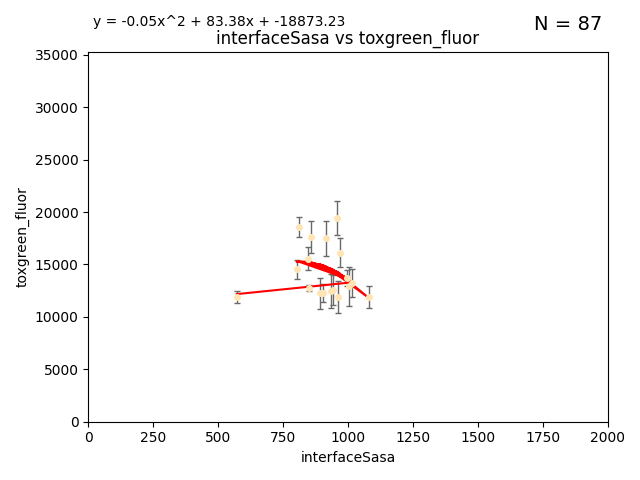 y = -0.05x^2 + 83.38x + -18873.23
N = 87
interfaceSasa vs toxgreen_fluor
35000
30000
25000
20000
15000
10000
5000
0
toxgreen_fluor
0 250 500 750 1000 1250 1500 1750 2000
interfaceSasa